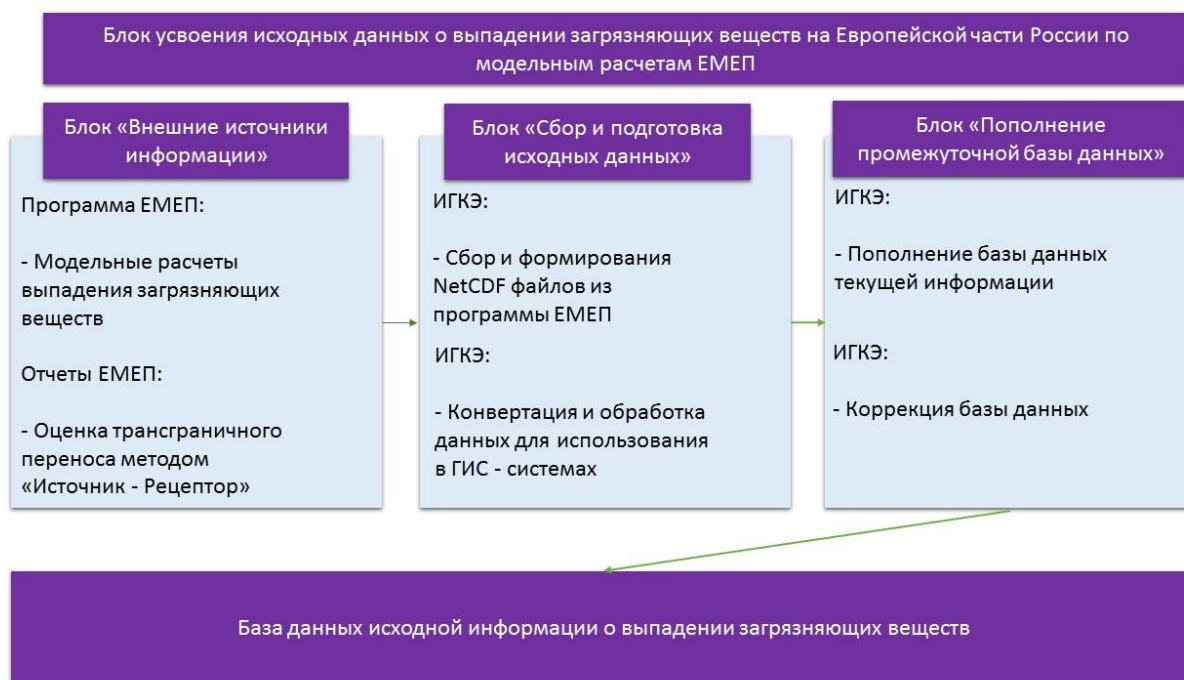 Блок усвоения исходных данных о выпадении загрязняющих веществ на Европейской части России по
модельным расчетам ЕМЕП
Блок «Внешние источники
информации»
Программа ЕМЕП:
- Модельные расчеты
выпадения загрязняющих
веществ
Отчеты ЕМЕП:
- Оценка трансграничного
переноса методом
«Источник - Рецептор»
Блок «Сбор и подготовка
исходных данных»
ИГКЭ:
- Сбор и формирования
NetCDF файлов из
программы ЕМЕП
ИГКЭ:
- Конвертация и обработка
данных для использования
в ГИС - системах
Блок «Пополнение
промежуточной базы данных»
ИГКЭ:
- Пополнение базы данных
текущей информации
ИГКЭ:
- Коррекция базы данных
База данных исходной информации о выпадении загрязняющих веществ